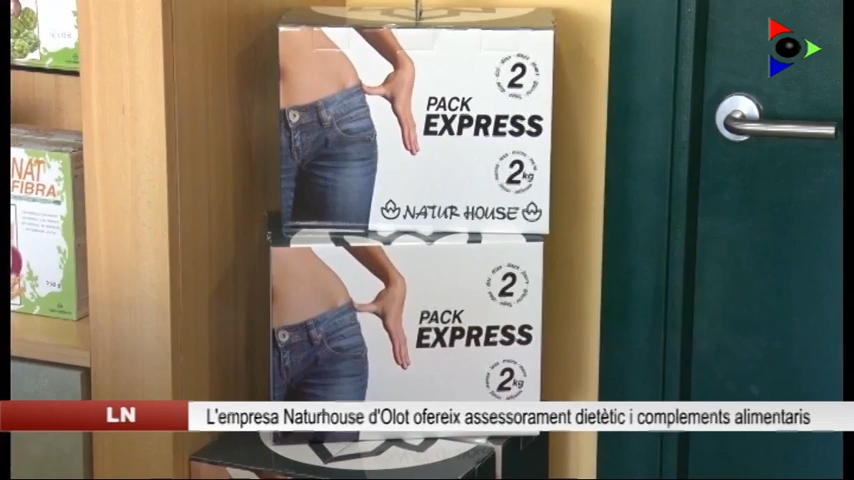 2
PACK
EXPRESS
2kg
NATUR HOUSE
NAT
FIBRA
2
PACK
EXPRESS
2kg
LN
L'empresa Naturhouse d'Olot ofereix assessorament dietètic i complements alimentaris